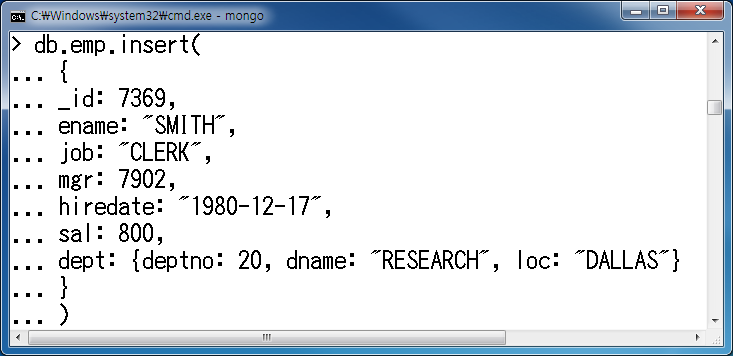 C:₩Windows₩system32₩cmd.exe - mongo
> db.emp.insert(
... {
... _id: 7369,
... ename: "SMITH",
... job: "CLERK",
... mgr: 7902,
... hiredate: "1980-12-17",
... sal: 800,
... dept: {deptno: 20, dname: "RESEARCH", loc: "DALLAS"}
... }
... )